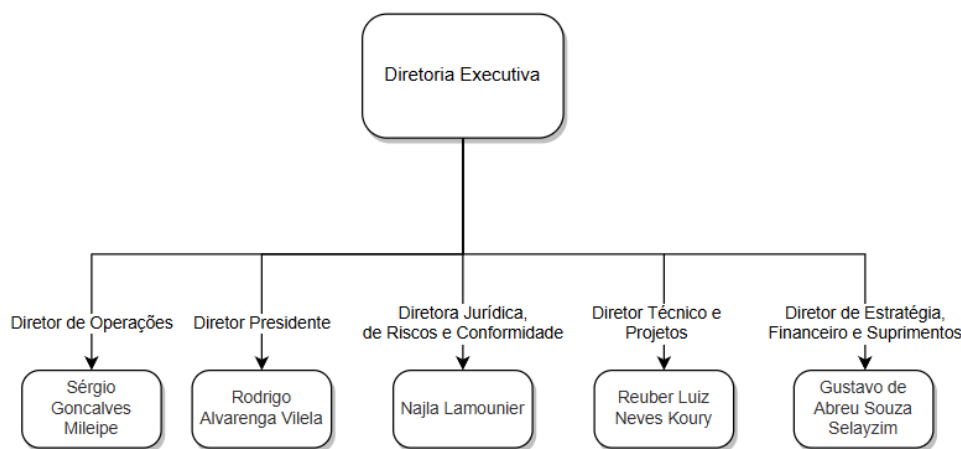 Diretoria Executiva
Diretor de Operações
Diretor Presidente
Diretora Jurídica,
de Riscos e Conformidade
Diretor Técnico e
Projetos
Diretor de Estratégia,
Financeiro e Suprimentos
Sérgio
Goncalves
Mileipe
Rodrigo
Alvarenga Vilela
Najla Lamounier
Reuber Luiz
Neves Koury
Gustavo de
Abreu Souza
Selayzim